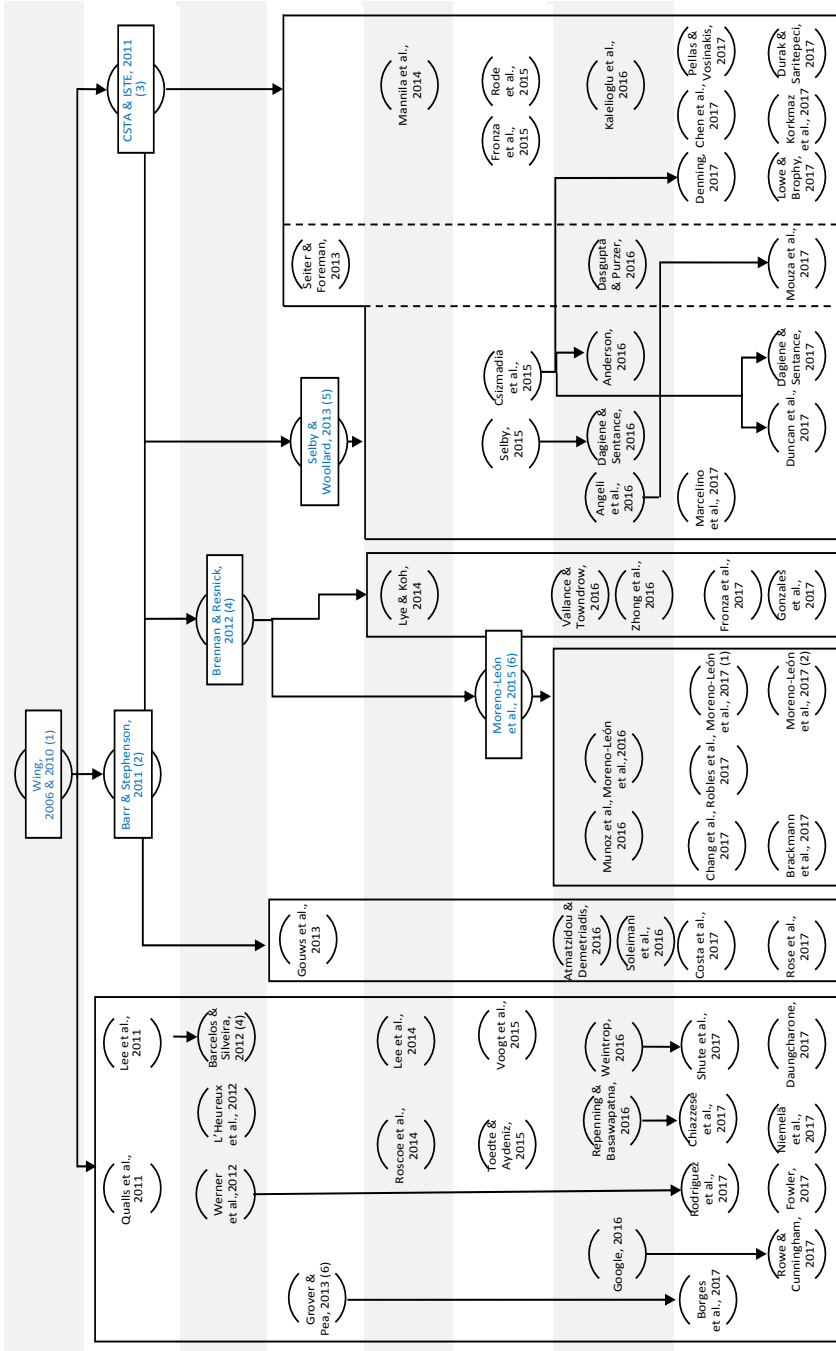 Wing,
2006 & 2010 (1)
Barr & Stephenson,
2011 (2)
CSTA & ISTE, 2011
(3)
Qualls et al.,
2011
Lee et al.,
2011
Werner
et al.,2012
L'Heureux
et al., 2012
Barcelos &
Silveira,
2012 (4)
Brennan & Resnick,
2012 (4)
Grover &
Pea, 2013 (6)
Gouws et al.,
2013
Selby &
Woollard, 2013 (5)
Seiter &
Foreman,
2013
Roscoe et al.,
2014
Lee et al.,
2014
Lye & Koh,
2014
Mannila et al.,
2014
Toedte &
Aydeniz,
2015
Voogt et al.,
2015
Moreno-León
et al., 2015 (6)
Selby,
2015
Csizmadia
et al.,
2015
Fronza
et al.,
2015
Rode et
al., 2015
Google, 2016
Repenning &
Basawapatna,
2016
Weintrop,
2016
Atmatzidou &
Demetriadis,
2016
Soleimani
et al.,
2016
Munoz et al.,
2016
Moreno-León
et al.,2016
Vallance &
Towndrow,
2016
Zhong et al.,
2016
Angeli
et al.,
2016
Dagiene &
Sentance,
2016
Anderson,
2016
Dasgupta
& Purzer,
2016
Kalelioglu et al.,
2016
Borges
et al., 2017
Rodriguez
et al.,
2017
Chiazzese
et al.,
2017
Shute et al.,
2017
Costa et al.,
2017
Chang et al.,
2017
Robles et al.,
2017
Moreno-León
et al., 2017 (1)
Fronza et al.,
2017
Marcelino
et al., 2017
Denning,
2017
Chen et al.,
2017
Pellas &
Vosinakis,
2017
Rowe &
Cunningham,
2017
Fowler,
2017
Niemelä
et al.,
2017
Daungcharone,
2017
Rose et al.,
2017
Brackmann
et al., 2017
Moreno-León
et al., 2017 (2)
Gonzales
et al.,
2017
Duncan et al.,
2017
Dagiene &
Sentance,
2017
Mouza et al.,
2017
Lowe &
Brophy,
2017
Korkmaz
et al., 2017
Durak &
Saritepeci,
2017